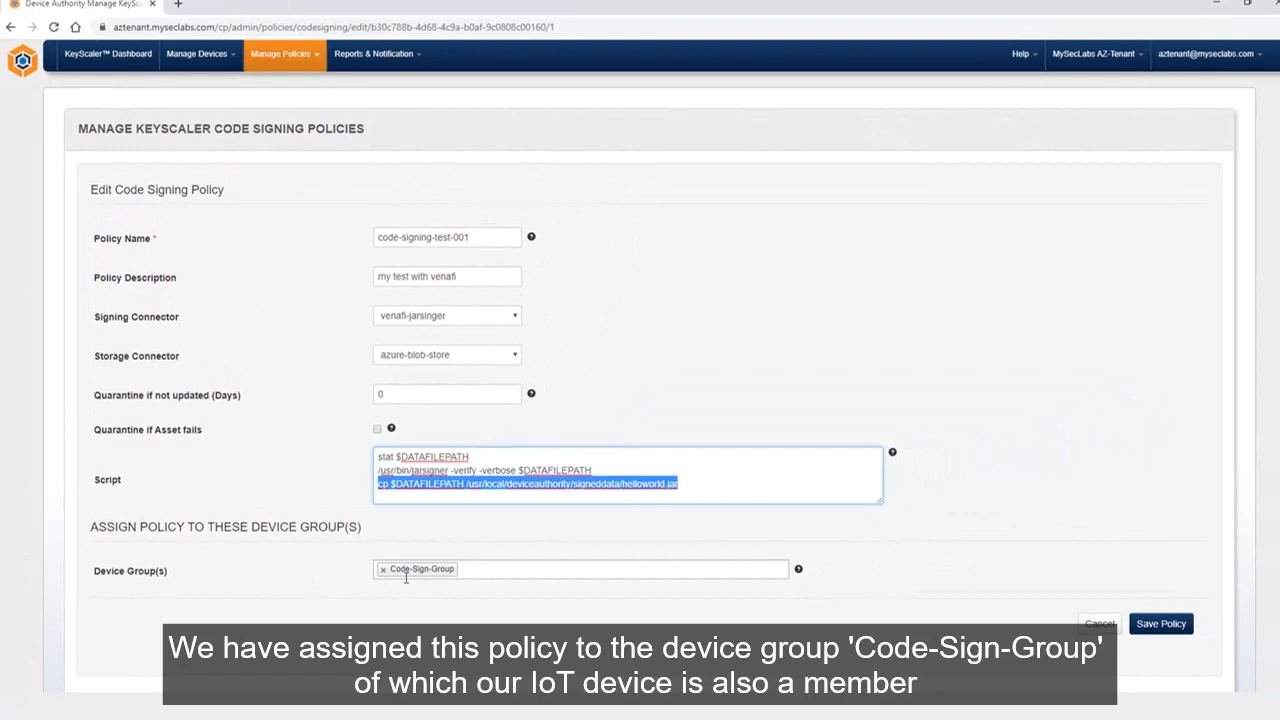 Device Authority Manage KeySc
aztenant.myseclabs.com/cp/admin/policies/codesigning/edit/b30c788b-4d68-4c9a-b0af-9c0808c00160/1
KeyScaler™ Dashboard Manage Devices Manage Policies Reports & Notification Help MySecLabs AZ-Tenant aztenant@myseclabs.com
MANAGE KEYSCALER CODE SIGNING POLICIES
Edit Code Signing Policy
Policy Name * code-signing-test-001
Policy Description my test with venafi
Signing Connector venafi-jarsinger
Storage Connector azure-blob-store
Quarantine if not updated (Days) 0
Quarantine if Asset fails
Script
stat $DATAFILEPATH
/usr/bin/jarsigner -verify -verbose $DATAFILEPATH
cp $DATAFILEPATH /usr/local/deviceauthority/signeddata/helloworld.jar
ASSIGN POLICY TO THESE DEVICE GROUP(S)
Device Group(s) × Code-Sign-Group
Cancel Save Policy
We have assigned this policy to the device group 'Code-Sign-Group'
of which our IoT device is also a member